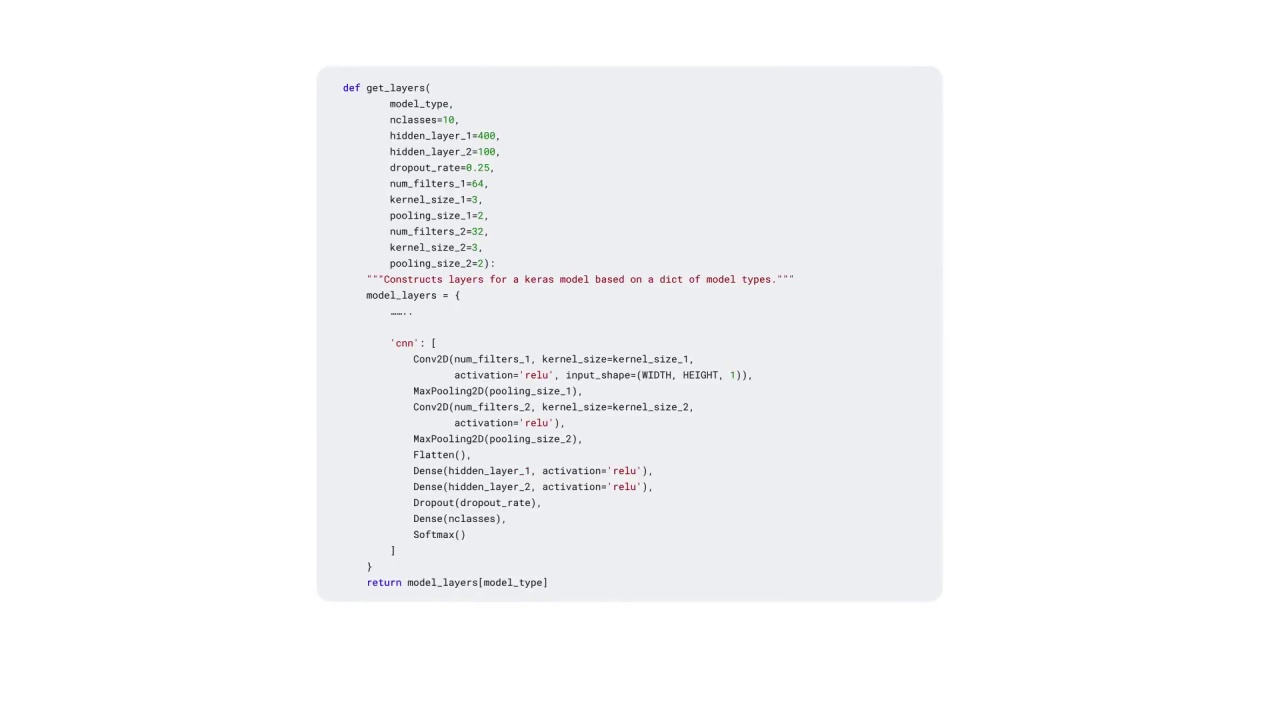 def get_layers(
model_type,
nclasses=10,
hidden_layer_1=400,
hidden_layer_2=100,
dropout_rate=0.25,
num_filters_1=64,
kernel_size_1=3,
pooling_size_1=2,
num_filters_2=32,
kernel_size_2=3,
pooling_size_2=2):
"""Constructs layers for a keras model based on a dict of model types."""
model_layers = {
……..
'cnn': [
Conv2D(num_filters_1, kernel_size=kernel_size_1,
activation='relu', input_shape=(WIDTH, HEIGHT, 1)),
MaxPooling2D(pooling_size_1),
Conv2D(num_filters_2, kernel_size=kernel_size_2,
activation='relu'),
MaxPooling2D(pooling_size_2),
Flatten(),
Dense(hidden_layer_1, activation='relu'),
Dense(hidden_layer_2, activation='relu'),
Dropout(dropout_rate),
Dense(nclasses),
Softmax()
]
}
return model_layers[model_type]